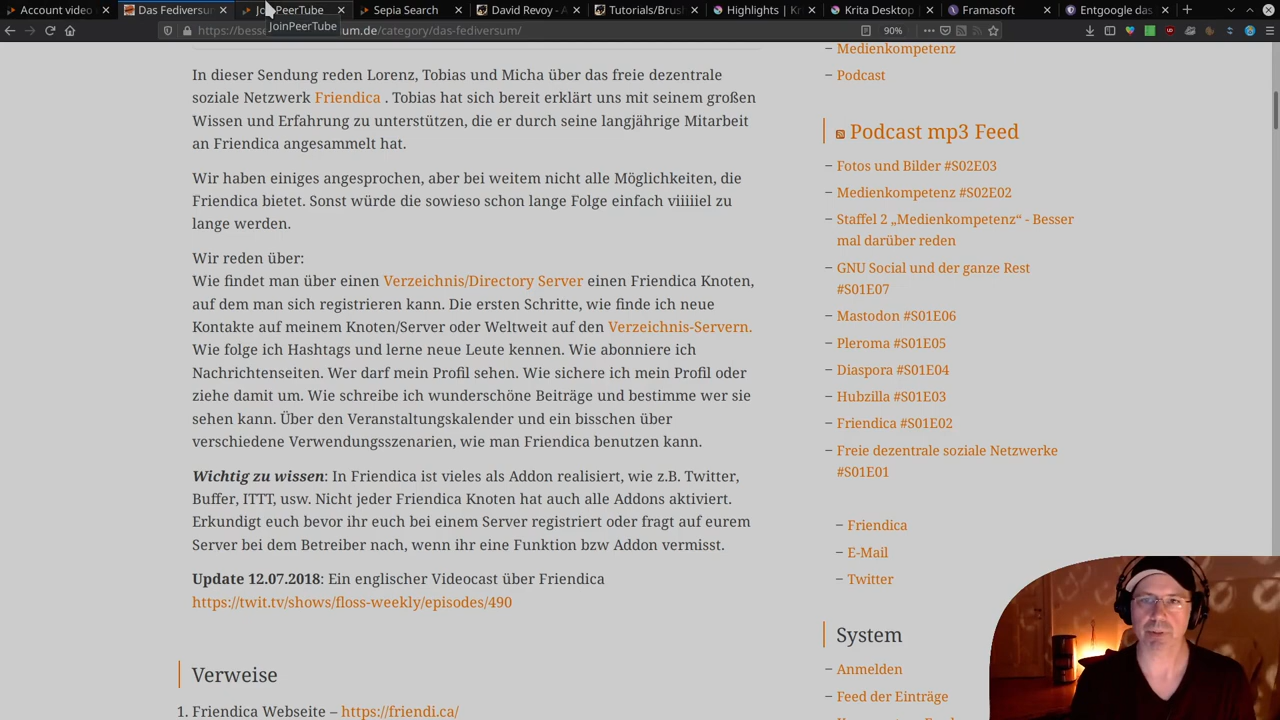 Account video
Das Fediversu
JoinPeerTube
Sepia Search
David Revoy - A
Tutorials/Brus
Highlights | Kr
Krita Desktop
Framasoft
Entgoogle das
JoinPeerTube
90%
um.de/category/das-fediversum/
In dieser Sendung reden Lorenz, Tobias und Micha über das freie dezentrale
soziale Netzwerk Friendica . Tobias hat sich bereit erklärt uns mit seinem großen
Wissen und Erfahrung zu unterstützen, die er durch seine langjährige Mitarbeit
an Friendica angesammelt hat.
Wir haben einiges angesprochen, aber bei weitem nicht alle Möglichkeiten, die
Friendica bietet. Sonst würde die sowieso schon lange Folge einfach viiiiiel zu
lange werden.
Wir reden über:
Wie findet man über einen Verzeichnis/Directory Server einen Friendica Knoten,
auf dem man sich registrieren kann. Die ersten Schritte, wie finde ich neue
Kontakte auf meinem Knoten/Server oder Weltweit auf den Verzeichnis-Servern.
Wie folge ich Hashtags und lerne neue Leute kennen. Wie abonniere ich
Nachrichtenseiten. Wer darf mein Profil sehen. Wie sichere ich mein Profil oder
ziehe damit um. Wie schreibe ich wunderschöne Beiträge und bestimme wer sie
sehen kann. Über den Veranstaltungskalender und ein bisschen über
verschiedene Verwendungsszenarien, wie man Friendica benutzen kann.
Wichtig zu wissen: In Friendica ist vieles als Addon realisiert, wie z.B. Twitter,
Buffer, ITTT, usw. Nicht jeder Friendica Knoten hat auch alle Addons aktiviert.
Erkundigt euch bevor ihr euch bei einem Server registriert oder fragt auf eurem
Server bei dem Betreiber nach, wenn ihr eine Funktion bzw Addon vermisst.
Update 12.07.2018: Ein englischer Videocast über Friendica
https://twit.tv/shows/floss-weekly/episodes/490
Verweise
1. Friendica Webseite – https://friendi.ca/
Medienkompetenz
– Podcast
Podcast mp3 Feed
– Fotos und Bilder #S02E03
– Medienkompetenz #S02E02
– Staffel 2 „Medienkompetenz“ - Besser
mal darüber reden
– GNU Social und der ganze Rest
#S01E07
– Mastodon #S01E06
– Pleroma #S01E05
– Diaspora #S01E04
– Hubzilla #S01E03
– Friendica #S01E02
– Freie dezentrale soziale Netzwerke
#S01E01
– Friendica
– E-Mail
– Twitter
System
– Anmelden
– Feed der Einträge